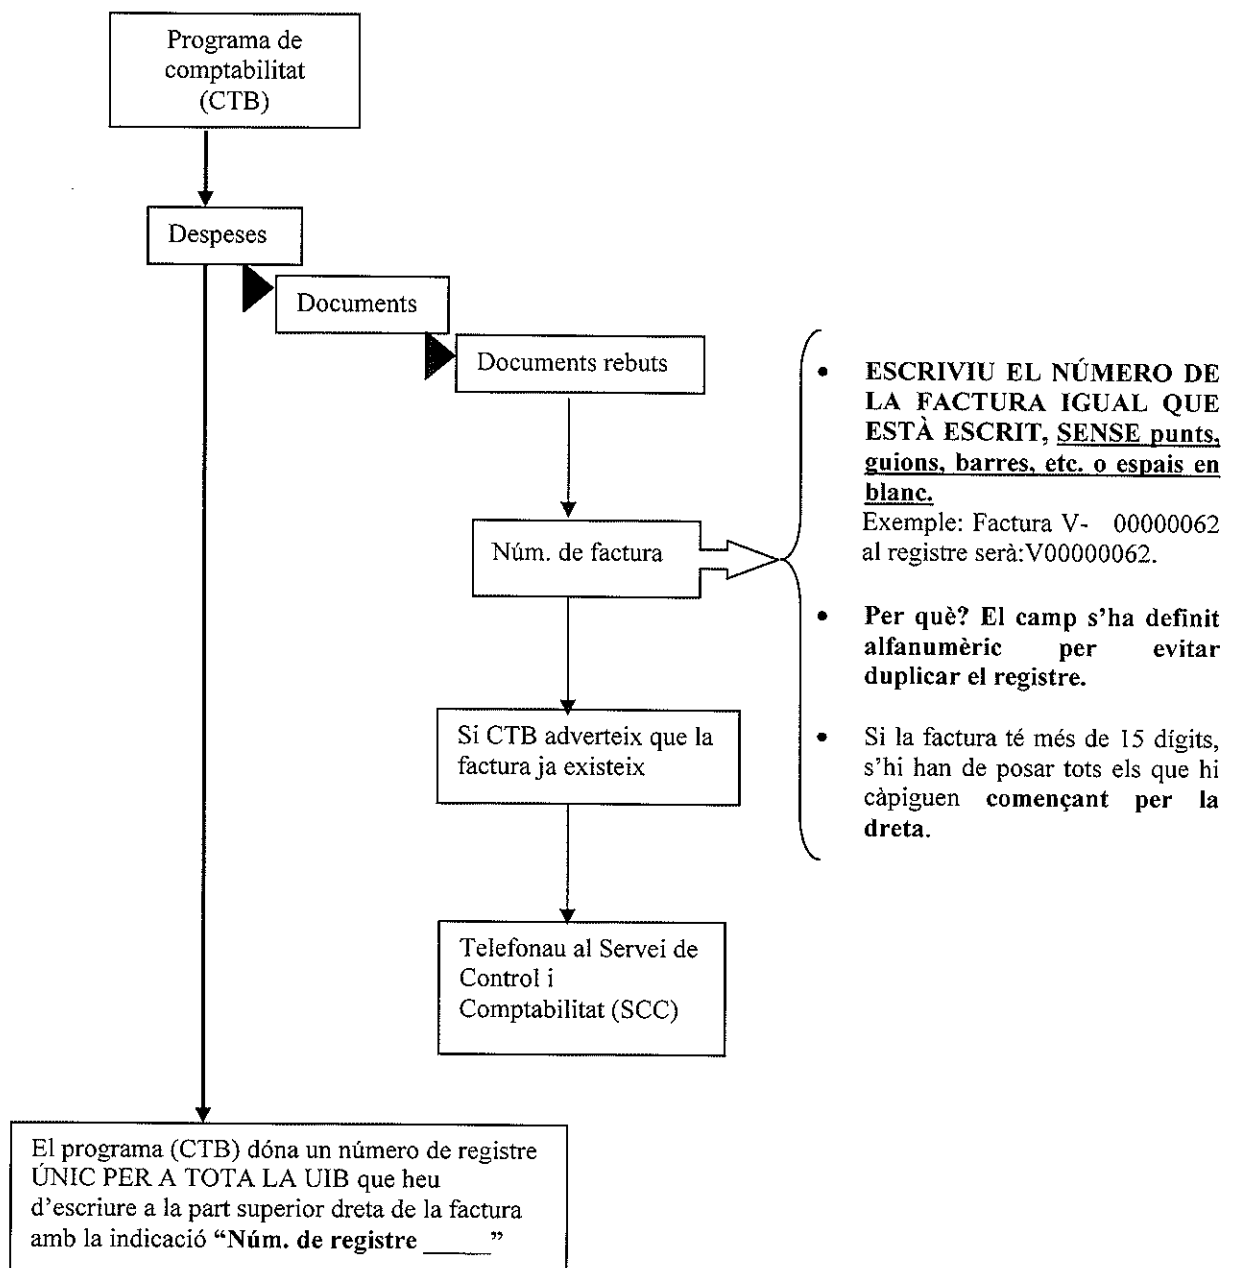 Programa de
comptabilitat
(CTB)
Despeses
Documents
Documents rebuts
• ESCRIVIU EL NÚMERO DE
LA FACTURA IGUAL QUE
ESTÀ ESCRIT, SENSE punts,
guions, barres, etc. o espais en
blanc.
Exemple: Factura V- 00000062
al registre serà:V00000062.
Núm. de factura
• Per què? El camp s'ha definit
alfanumèric per evitar
duplicar el registre.
Si CTB adverteix que la
factura ja existeix
• Si la factura té més de 15 dígits,
s'hi han de posar tots els que hi
càpiguen començant per la
dreta.
Telefonau al Servei de
Control i
Comptabilitat (SCC)
El programa (CTB) dóna un número de registre
ÚNIC PER A TOTA LA UIB que heu
d'escriure a la part superior dreta de la factura
amb la indicació “Núm. de registre _____”